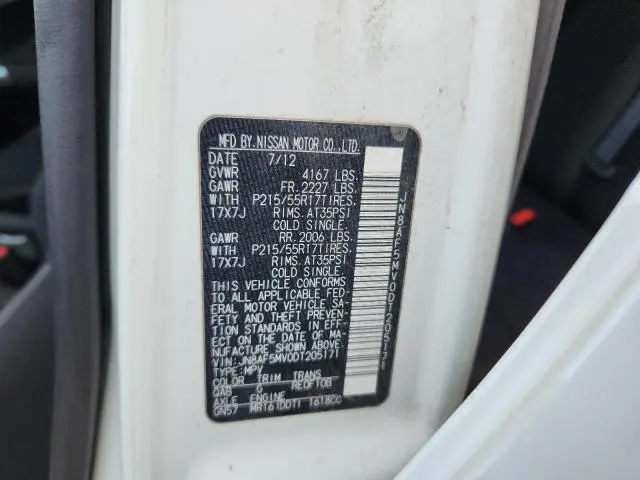 MFD BY.NISSAN MOTOR CO.,LTD.
DATE 7/12
GVWR 4167 LBS.
GAWR FR. 2227 LBS.
WITH P215/55R17TIRES,
17X7J RIMS, AT35PSI
COLD SINGLE.
GAWR RR. 2006 LBS.
WITH P215/55R17TIRES,
17X7J RIMS, AT35PSI
COLD SINGLE.
THIS VEHICLE CONFORMS
TO ALL APPLICABLE FED-
ERAL MOTOR VEHICLE SA-
FETY AND THEFT PREVEN-
TION STANDARDS IN EFF-
ECT ON THE DATE OF MA-
NUFACTURE SHOWN ABOVE.
VIN:JN8AF5MV0DT205171
TYPE:MPV
COLOR TRIM TRANS
QAB G RE0F10B
AXLE ENGINE
GN57 MR16(DDT) 1618CC
JN8AF5MV0DT205171